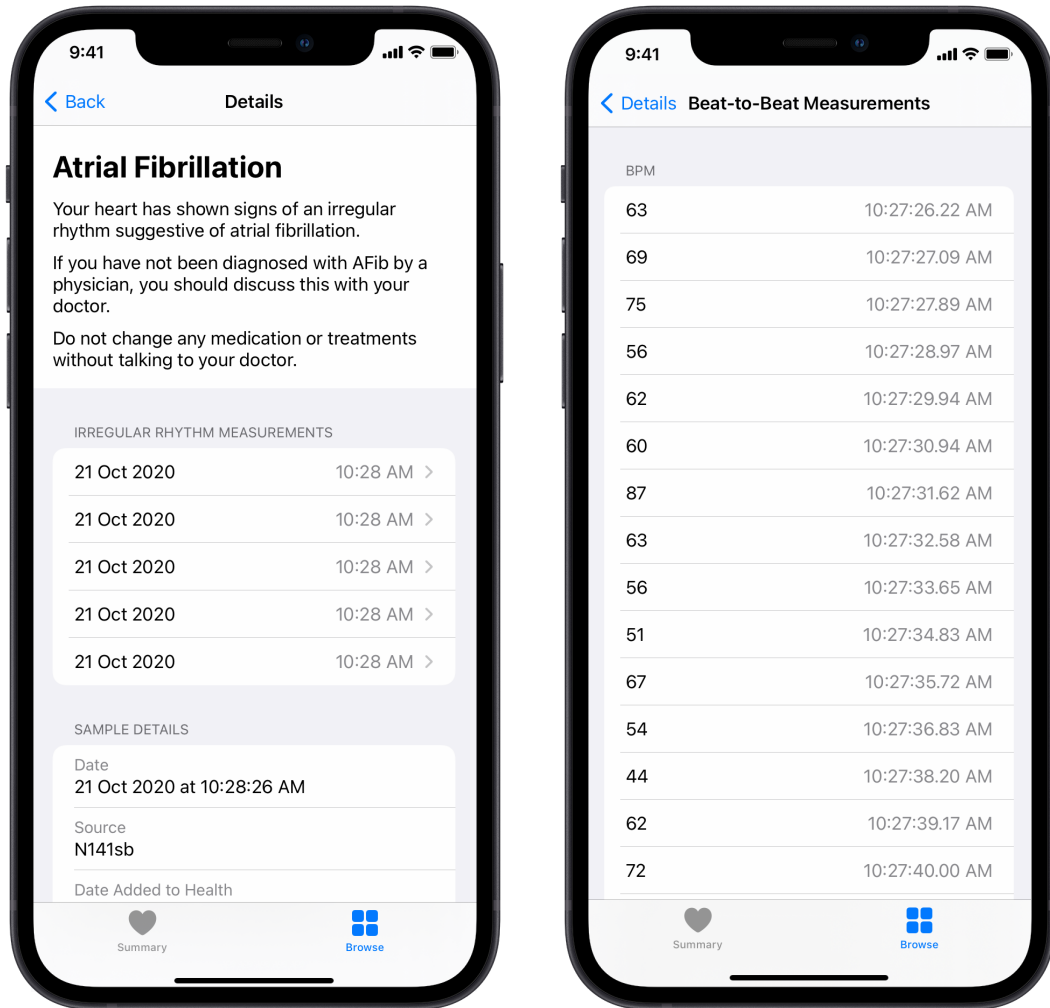 9:41
Back
Details
Atrial Fibrillation
Your heart has shown signs of an irregular
rhythm suggestive of atrial fibrillation.
If you have not been diagnosed with AFib by a
physician, you should discuss this with your
doctor.
Do not change any medication or treatments
without talking to your doctor.
IRREGULAR RHYTHM MEASUREMENTS
21 Oct 2020 10:28 AM
21 Oct 2020 10:28 AM
21 Oct 2020 10:28 AM
21 Oct 2020 10:28 AM
21 Oct 2020 10:28 AM
SAMPLE DETAILS
Date
21 Oct 2020 at 10:28:26 AM
Source
N141sb
Date Added to Health
Summary
Browse
9:41
Details
Beat-to-Beat Measurements
BPM
63 10:27:26.22 AM
69 10:27:27.09 AM
75 10:27:27.89 AM
56 10:27:28.97 AM
62 10:27:29.94 AM
60 10:27:30.94 AM
87 10:27:31.62 AM
63 10:27:32.58 AM
56 10:27:33.65 AM
51 10:27:34.83 AM
67 10:27:35.72 AM
54 10:27:36.83 AM
44 10:27:38.20 AM
62 10:27:39.17 AM
72 10:27:40.00 AM
Summary
Browse